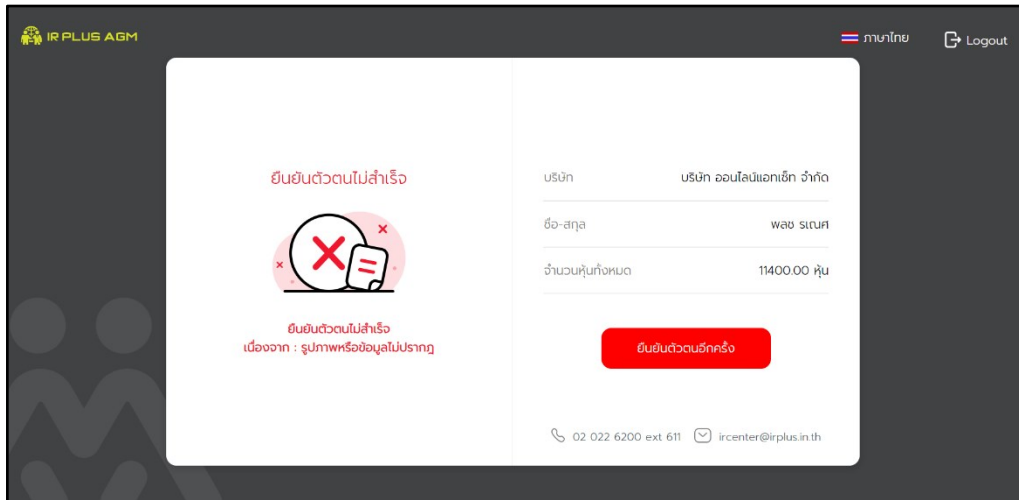 IR PLUS AGM
ภาษาไทย
Logout
ยืนยันตัวตนไม่สำเร็จ
ยืนยันตัวตนไม่สำเร็จ
เนื่องจาก : รูปภาพหรือข้อมูลไม่ปรากฎ
บริษัท บริษัท ออนไลน์แอทเซ็ท จำกัด
ชื่อ-สกุล พลช รเณศ
จำนวนหุ้นทั้งหมด 11400.00 หุ้น
ยืนยันตัวตนอีกครั้ง
02 022 6200 ext 611 ircenter@irplus.in.th